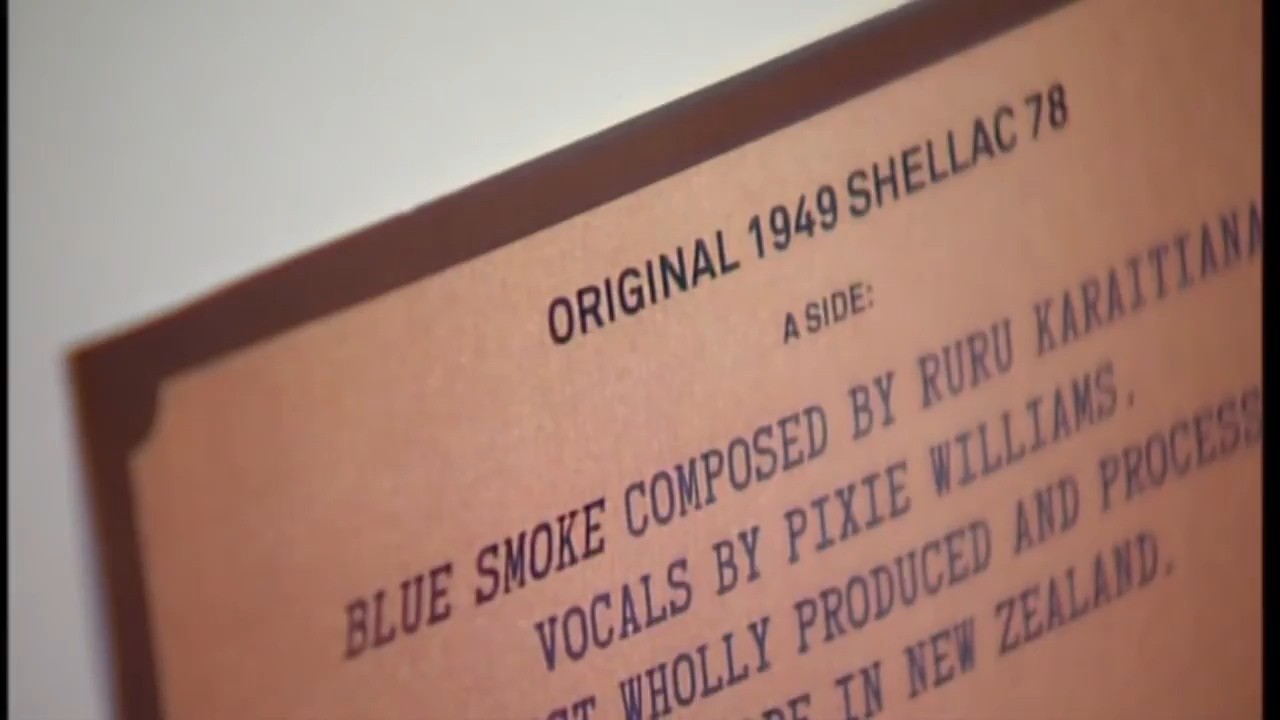 ORIGINAL 1949 SHELLAC 78
A SIDE:
BLUE SMOKE COMPOSED BY RURU KARAITIANA
VOCALS BY PIXIE WILLIAMS.
WHOLLY PRODUCED AND PROCESS
IN NEW ZEALAND.